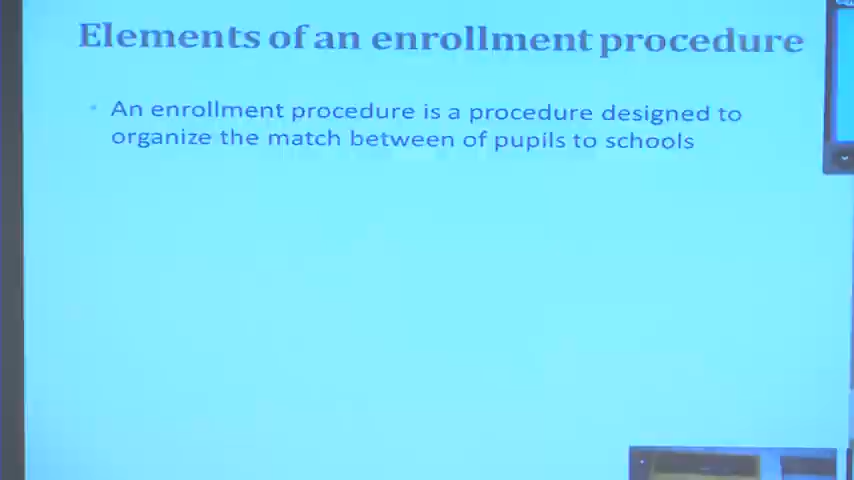 Elements of an enrollment procedure
• An enrollment procedure is a procedure designed to
organize the match between of pupils to schools